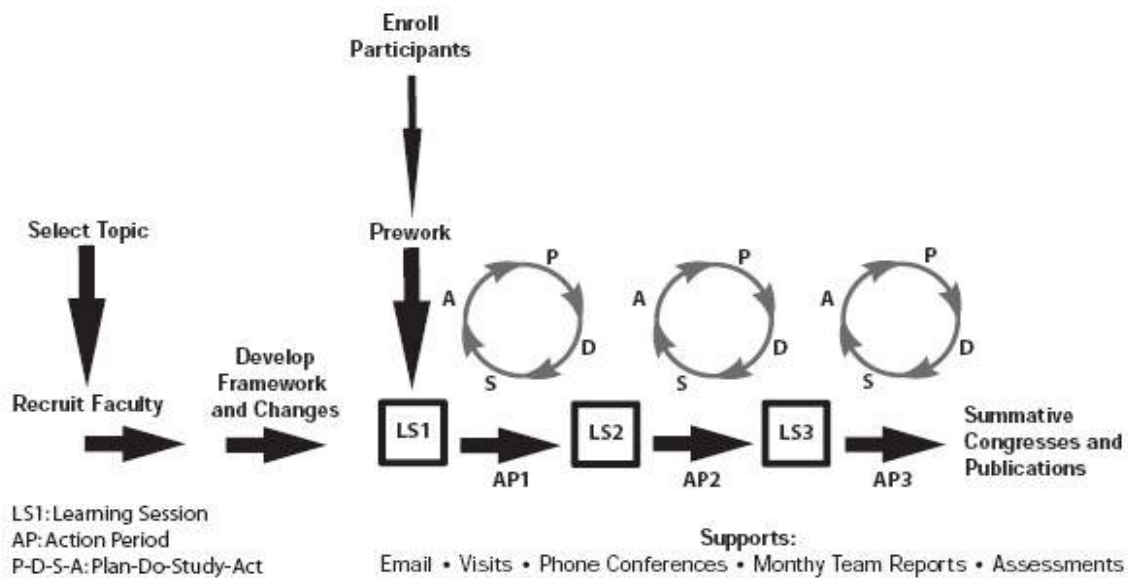 Enroll
Participants
Select Topic
Prework
P
A
D
S
P
A
D
S
P
A
D
S
Recruit Faculty
Develop
Framework
and Changes
LS1
LS2
LS3
AP1
AP2
AP3
Summative
Congresses and
Publications
LS1: Learning Session
AP: Action Period
P-D-S-A: Plan-Do-Study-Act
Supports:
Email • Visits • Phone Conferences • Monthy Team Reports • Assessments